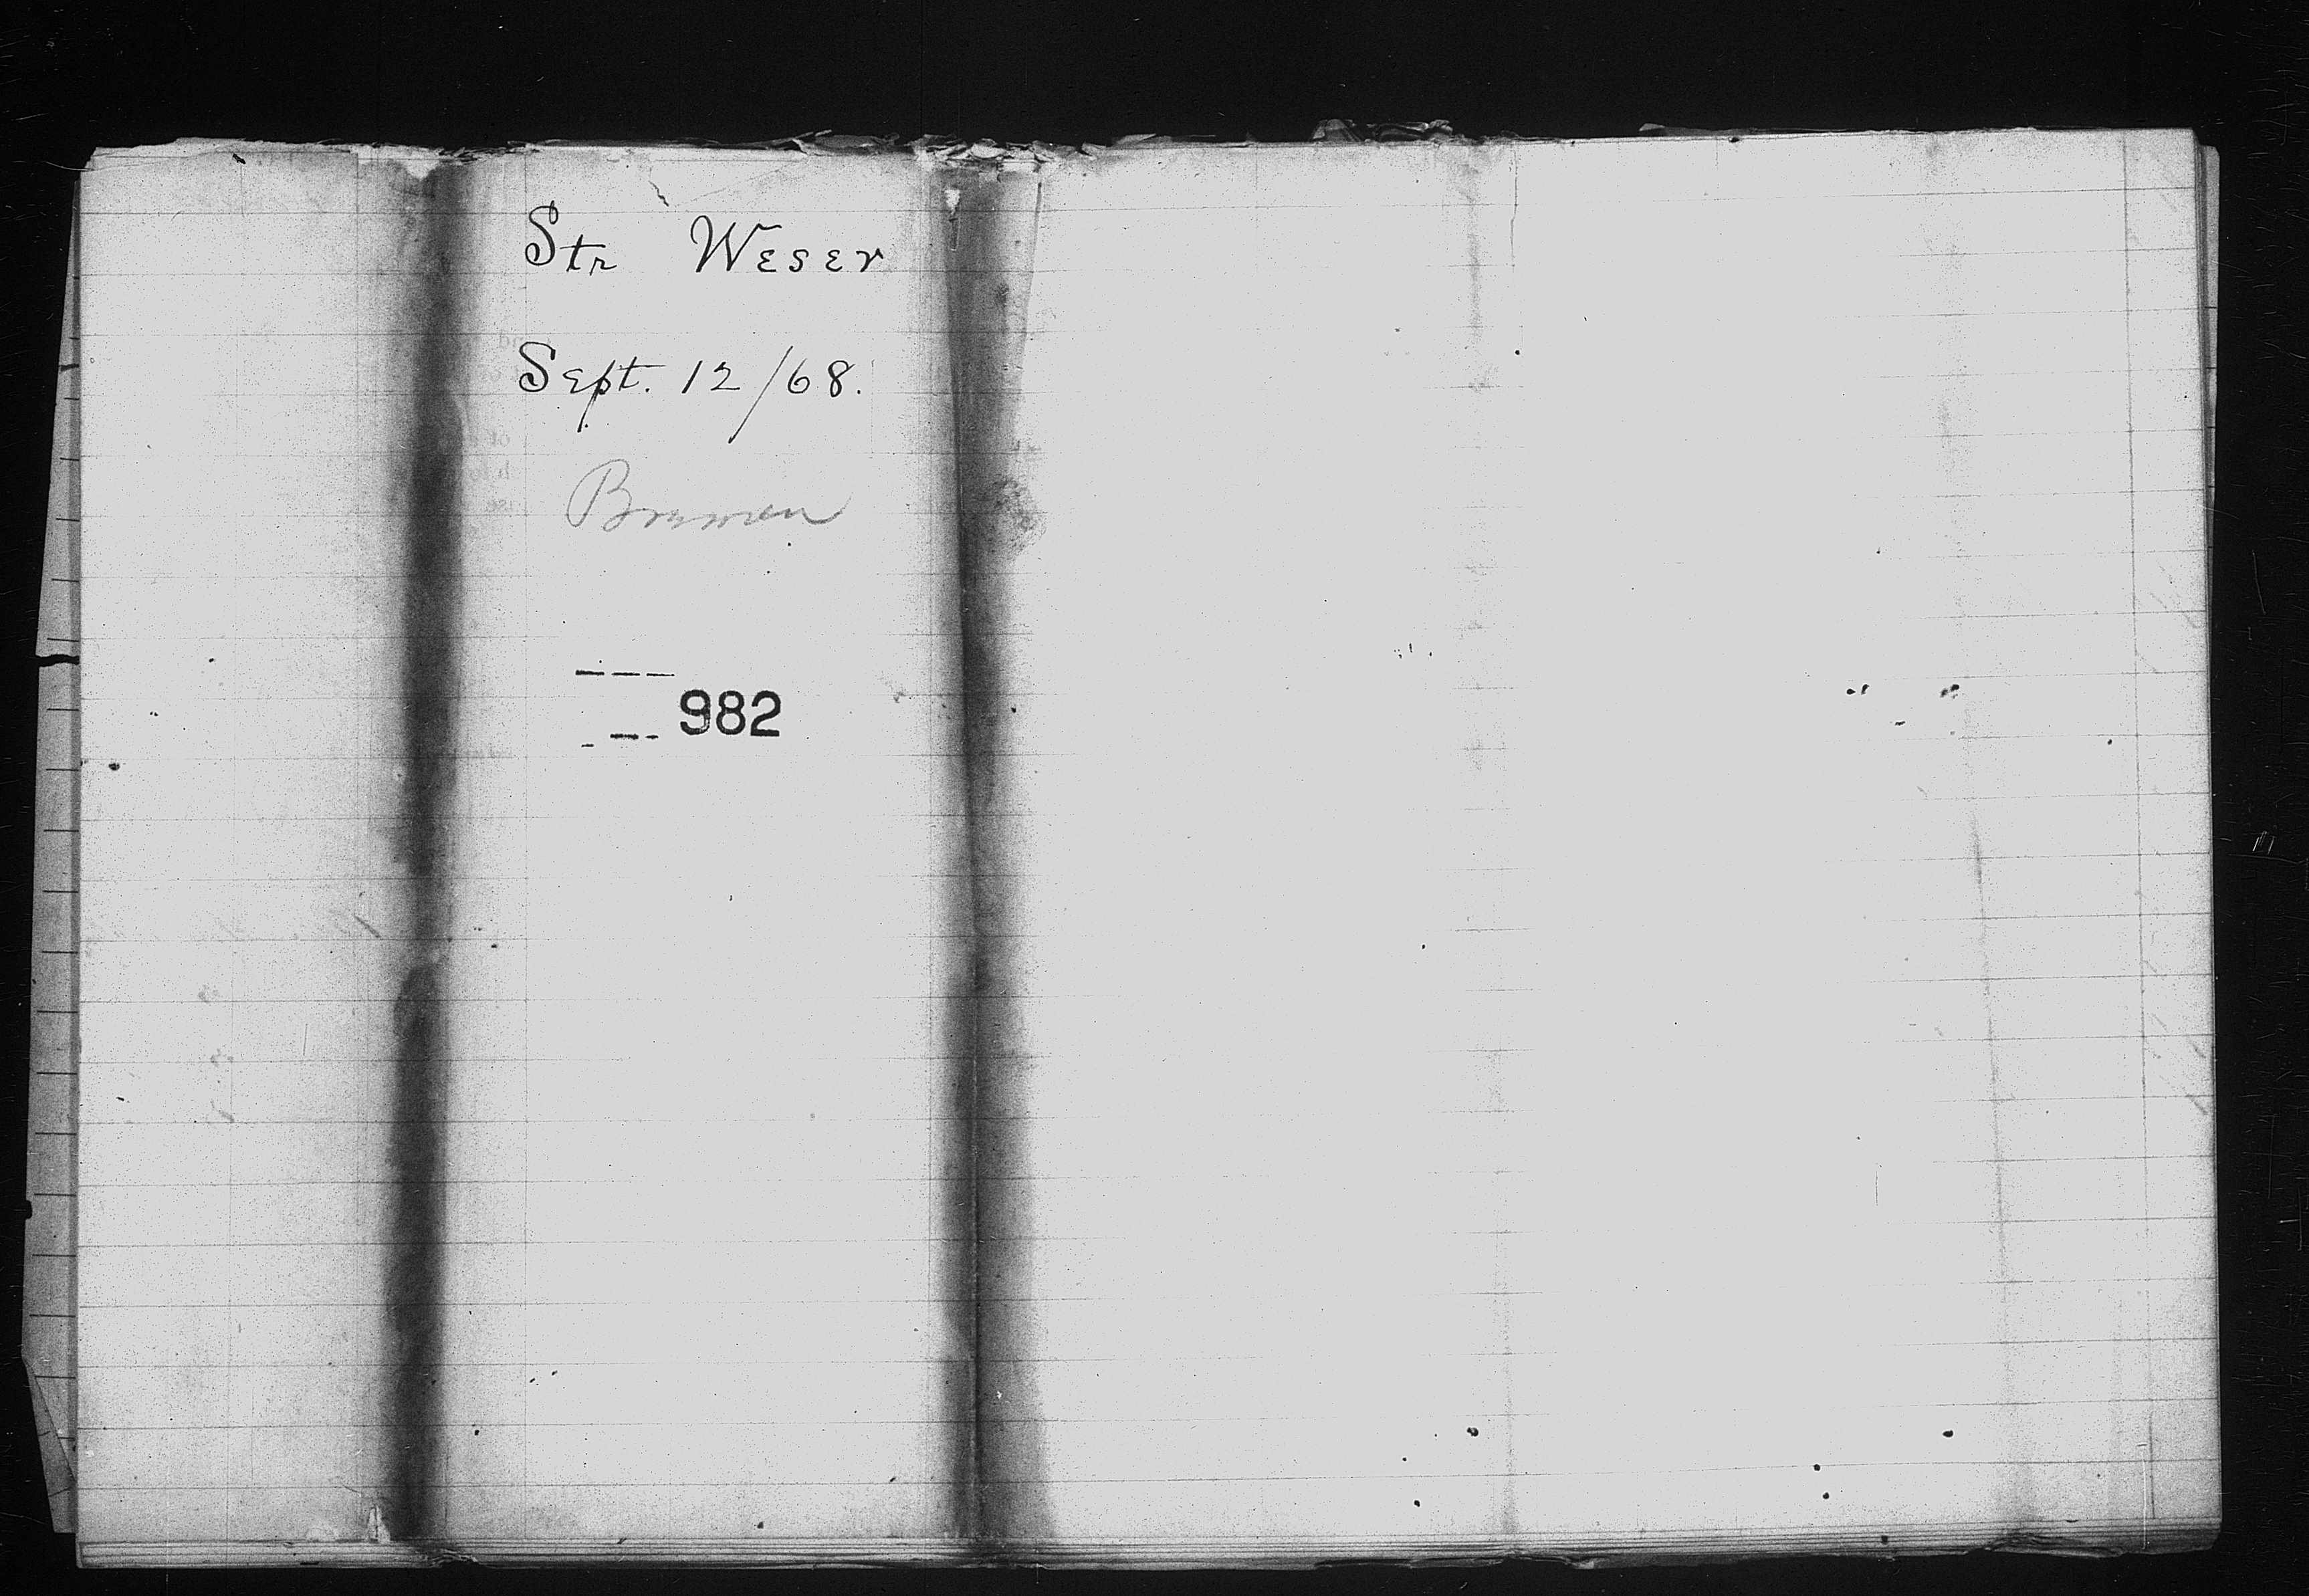 Str Weser
Sept. 12/68.
Bremen
982